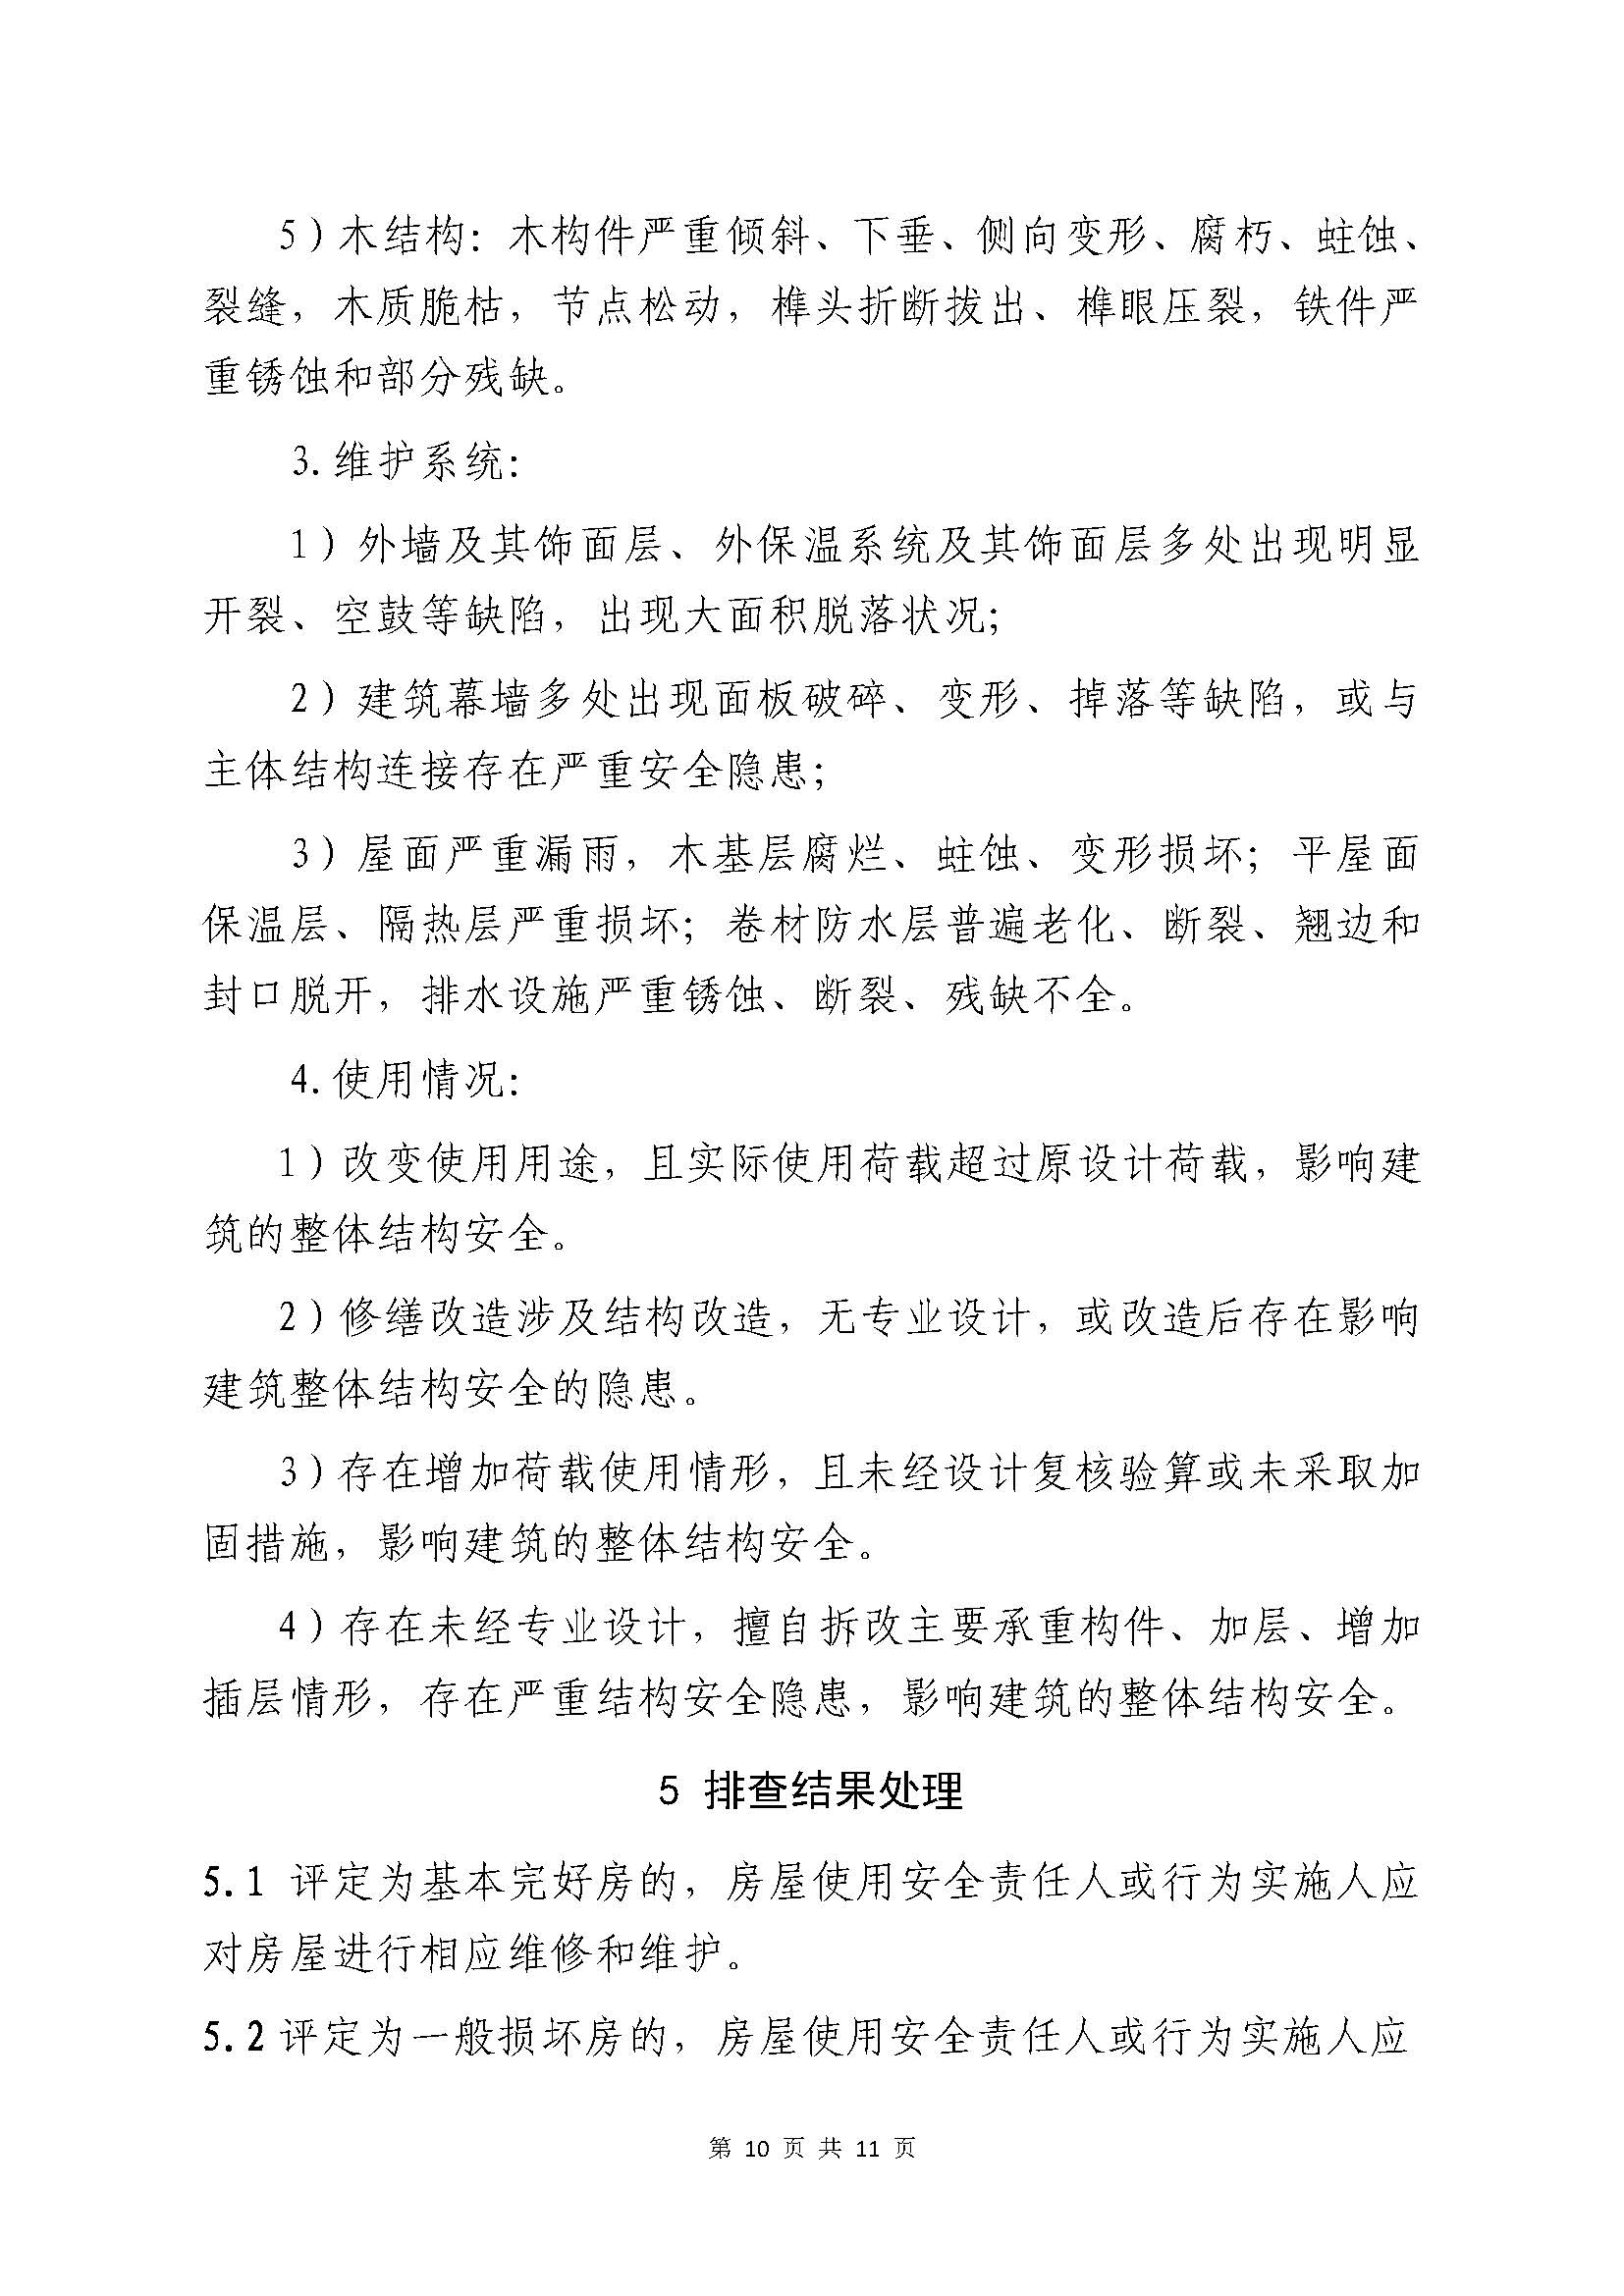 5）木结构：木构件严重倾斜、下垂、侧向变形、腐朽、蛀蚀、
裂缝，木质脆枯，节点松动，榫头折断拔出、榫眼压裂，铁件严
重锈蚀和部分残缺。
3.维护系统：
1）外墙及其饰面层、外保温系统及其饰面层多处出现明显
开裂、空鼓等缺陷，出现大面积脱落状况；
2）建筑幕墙多处出现面板破碎、变形、掉落等缺陷，或与
主体结构连接存在严重安全隐患；
3）屋面严重漏雨，木基层腐烂、蛀蚀、变形损坏；平屋面
保温层、隔热层严重损坏；卷材防水层普遍老化、断裂、翘边和
封口脱开，排水设施严重锈蚀、断裂、残缺不全。
4.使用情况：
1）改变使用用途，且实际使用荷载超过原设计荷载，影响建
筑的整体结构安全。
2）修缮改造涉及结构改造，无专业设计，或改造后存在影响
建筑整体结构安全的隐患。
3）存在增加荷载使用情形，且未经设计复核验算或未采取加
固措施，影响建筑的整体结构安全。
4）存在未经专业设计，擅自拆改主要承重构件、加层、增加
插层情形，存在严重结构安全隐患，影响建筑的整体结构安全。
5 排查结果处理
5.1 评定为基本完好房的，房屋使用安全责任人或行为实施人应
对房屋进行相应维修和维护。
5.2评定为一般损坏房的，房屋使用安全责任人或行为实施人应
第 10 页 共 11 页